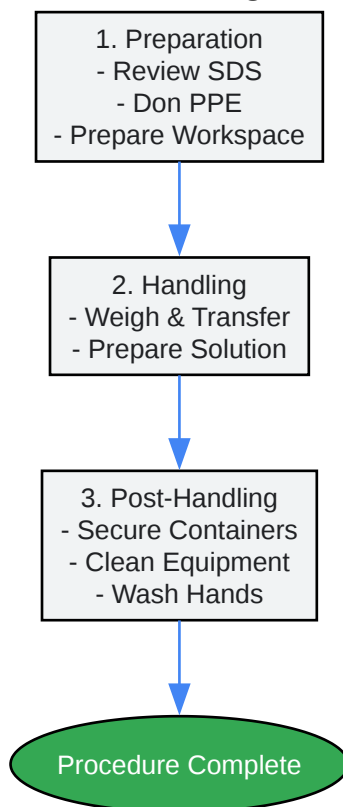 1. Preparation
- Review SDS
- Don PPE
- Prepare Workspace
2. Handling
- Weigh & Transfer
- Prepare Solution
3. Post-Handling
- Secure Containers
- Clean Equipment
- Wash Hands
Procedure Complete